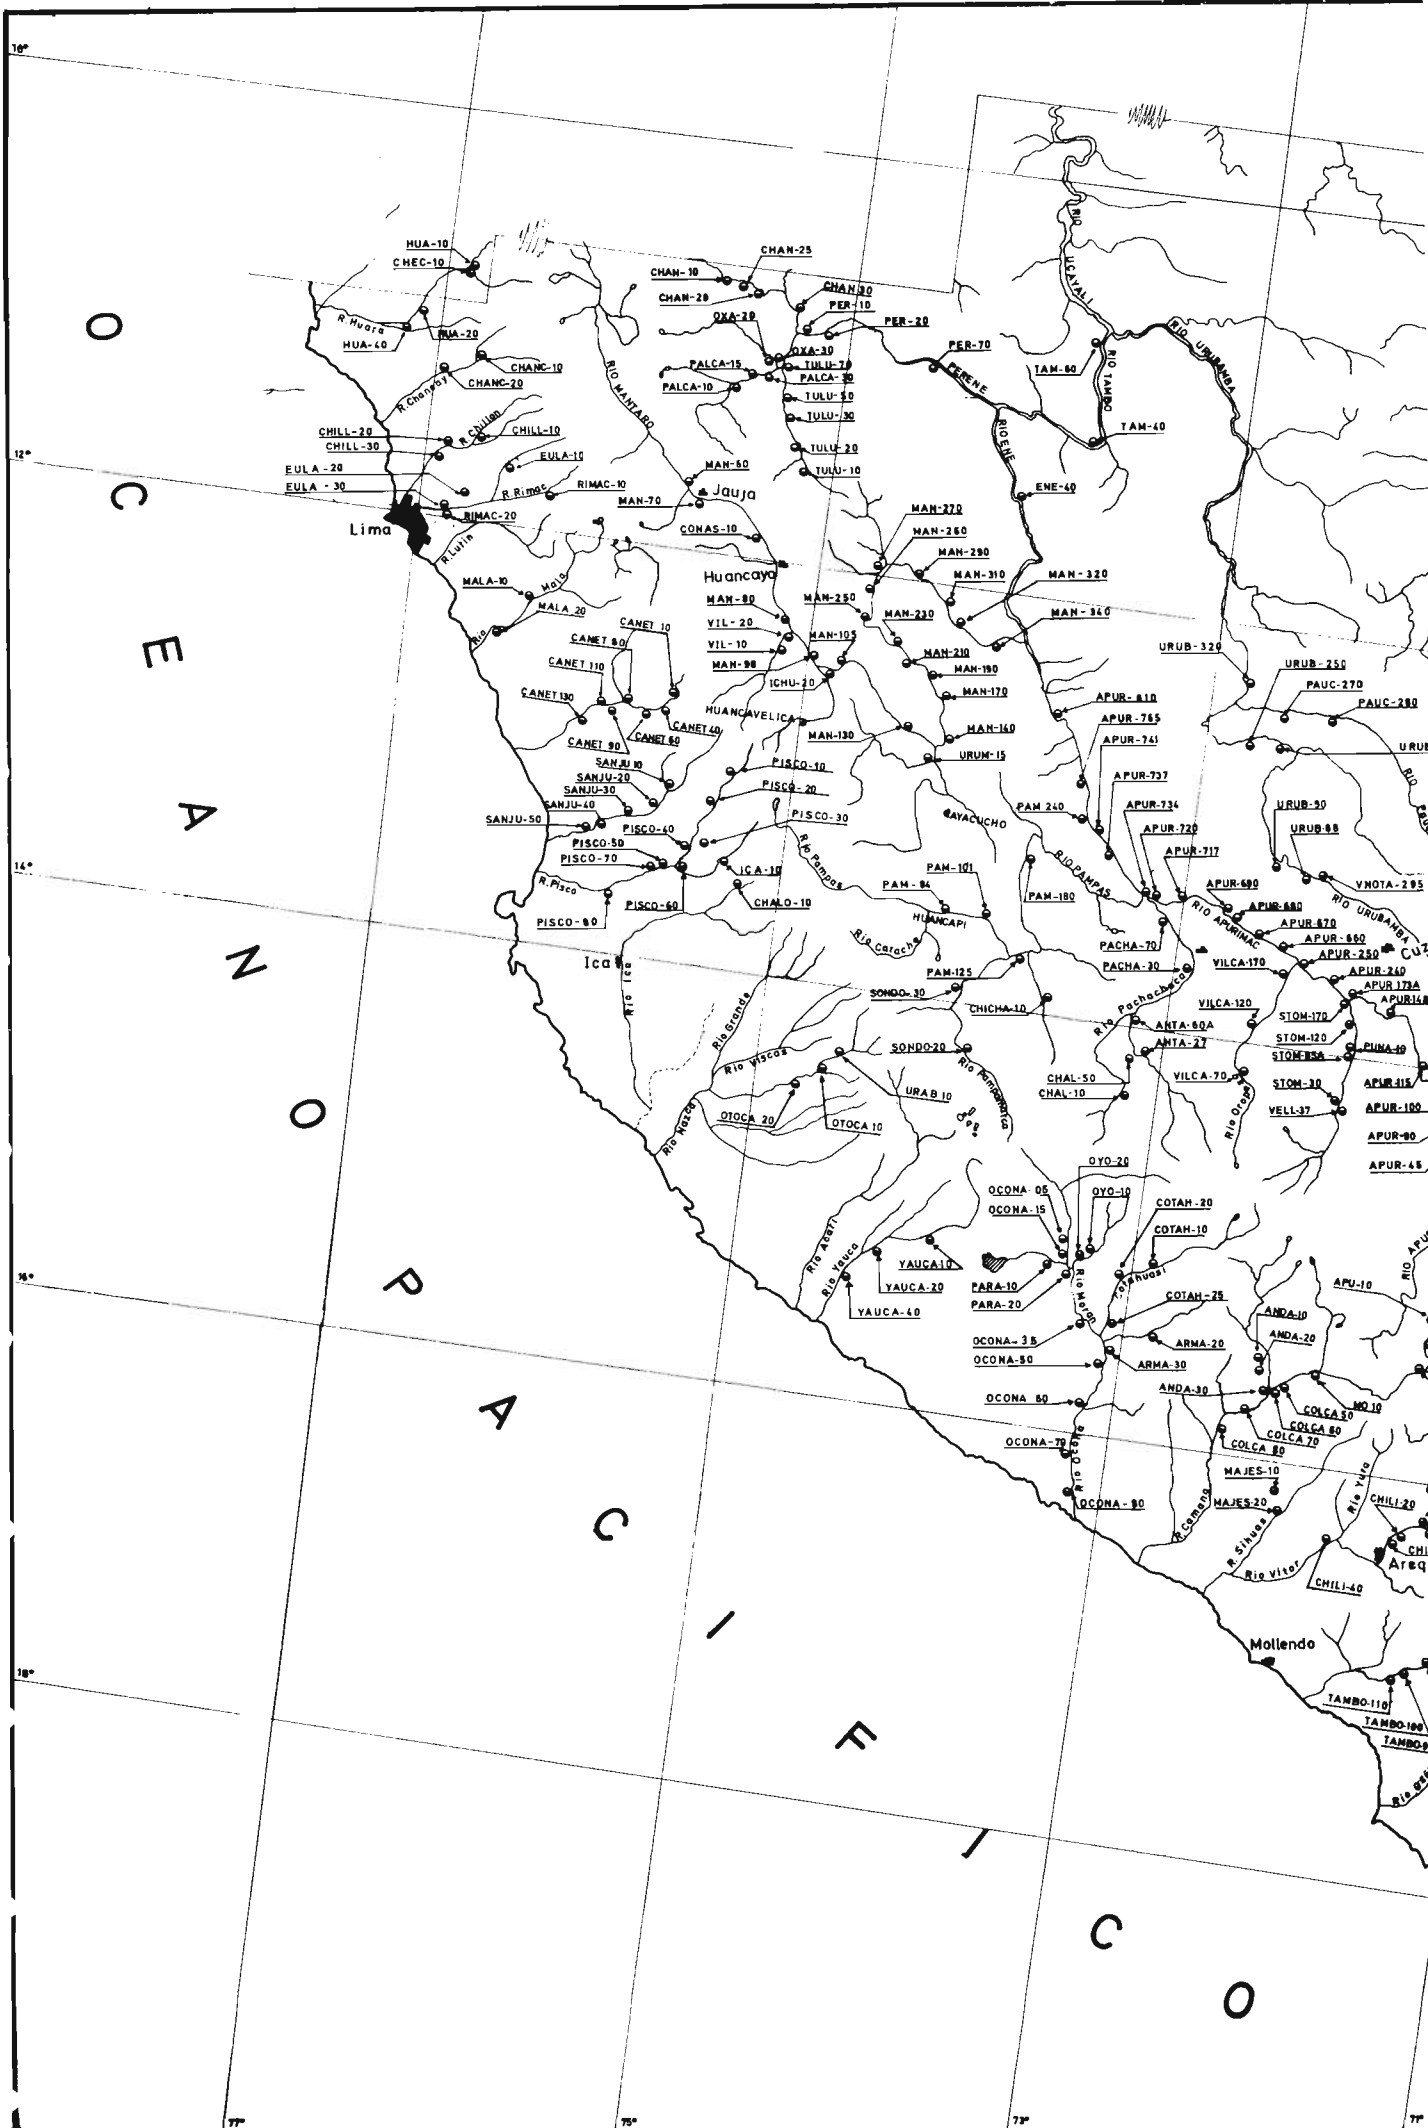 10°
12°
14°
16°
18°
77°
75°
73°
71°
OCEANO PACIFICO
HUA-10
CHEC-10
R. Huara
HUA-20
HUA-40
CHANC-10
CHANC-20
R. Chancay
R. Chillon
CHILL-10
CHILL-20
CHILL-30
EULA-10
EULA-20
EULA-30
R. Rimac
RIMAC-10
RIMAC-20
Lima
R. Lurin
MALA-10
Mala
MALA 20
Rio
CANET 10
CANET 80
CANET 110
CANET 130
CANET 90
CANET 60
CANET 40
SANJU 10
SANJU-20
SANJU-30
SANJU-40
SANJU-50
PISCO-10
PISCO-20
PISCO-30
PISCO-40
PISCO-50
PISCO-70
PISCO-60
PISCO-80
R. Pisco
ICA-10
CHALO-10
Ica
Rio Ica
Rio Grande
Rio Viscas
Rio Nazca
OTOCA 20
OTOCA 10
URAB 10
Rio Acari
Rio Yauca
YAUCA-10
YAUCA-20
YAUCA-40
RIO MANTARO
CHAN-10
CHAN-25
CHAN-20
CHAN 30
PER-10
PER-20
OXA-20
OXA-30
PALCA-15
PALCA-10
PALCA-30
TULU-70
TULU-50
TULU-30
TULU-20
TULU-10
PER-70
PERENE
RIO ENE
ENE-40
RIO UCAYALI
RIO TAMBO
TAM-60
TAM-40
RIO URUBAMBA
MAN-60
Jauja
MAN-70
CONAS-10
Huancayo
MAN-80
VIL-20
VIL-10
MAN-90
MAN-105
ICHU-20
HUANCAVELICA
MAN-270
MAN-260
MAN-290
MAN-310
MAN-320
MAN-340
MAN-250
MAN-230
MAN-210
MAN-190
MAN-170
MAN-140
MAN-130
URUM-15
AYACUCHO
Rio Pampas
PAM-101
PAM-84
HUANCAPI
Rio Caracha
PAM-125
SONDO-30
SONDO-20
Rio Pampamarca
PAM-180
PAM 240
RIO PAMPAS
CHICHA-10
APUR-810
APUR-765
APUR-741
APUR-737
APUR-734
APUR-720
APUR-717
APUR-690
APUR-680
APUR-670
APUR-660
APUR-250
APUR-240
APUR 173A
RIO APURIMAC
PACHA-70
PACHA-30
Rio Pachachaca
ANTA-60A
ANTA-27
CHAL-50
CHAL-10
VILCA-170
VILCA-120
VILCA-70
STOM-170
STOM-120
STOM-85A
STOM-30
VELL-37
PUNA-10
APUR-115
APUR-100
APUR-90
APUR-45
URUB-320
URUB-250
PAUC-270
PAUC-280
URUB-90
URUB-88
VNOTA-295
RIO URUBAMBA
OYO-20
OYO-10
OCONA-05
OCONA-15
PARA-10
PARA-20
COTAH-20
COTAH-10
Cotahuasi
COTAH-25
OCONA-35
OCONA-50
OCONA 60
OCONA-70
OCONA-80
Rio Ocoña
ARMA-20
ARMA-30
ANDA-10
ANDA-20
ANDA-30
APU-10
MO 10
COLCA 50
COLCA 60
COLCA 70
COLCA 80
MAJES-10
MAJES-20
R. Camana
R. Sihuas
Rio Vitor
Rio Yura
CHILI-20
CHILI-40
Areq
Mollendo
TAMBO-110
TAMBO-100